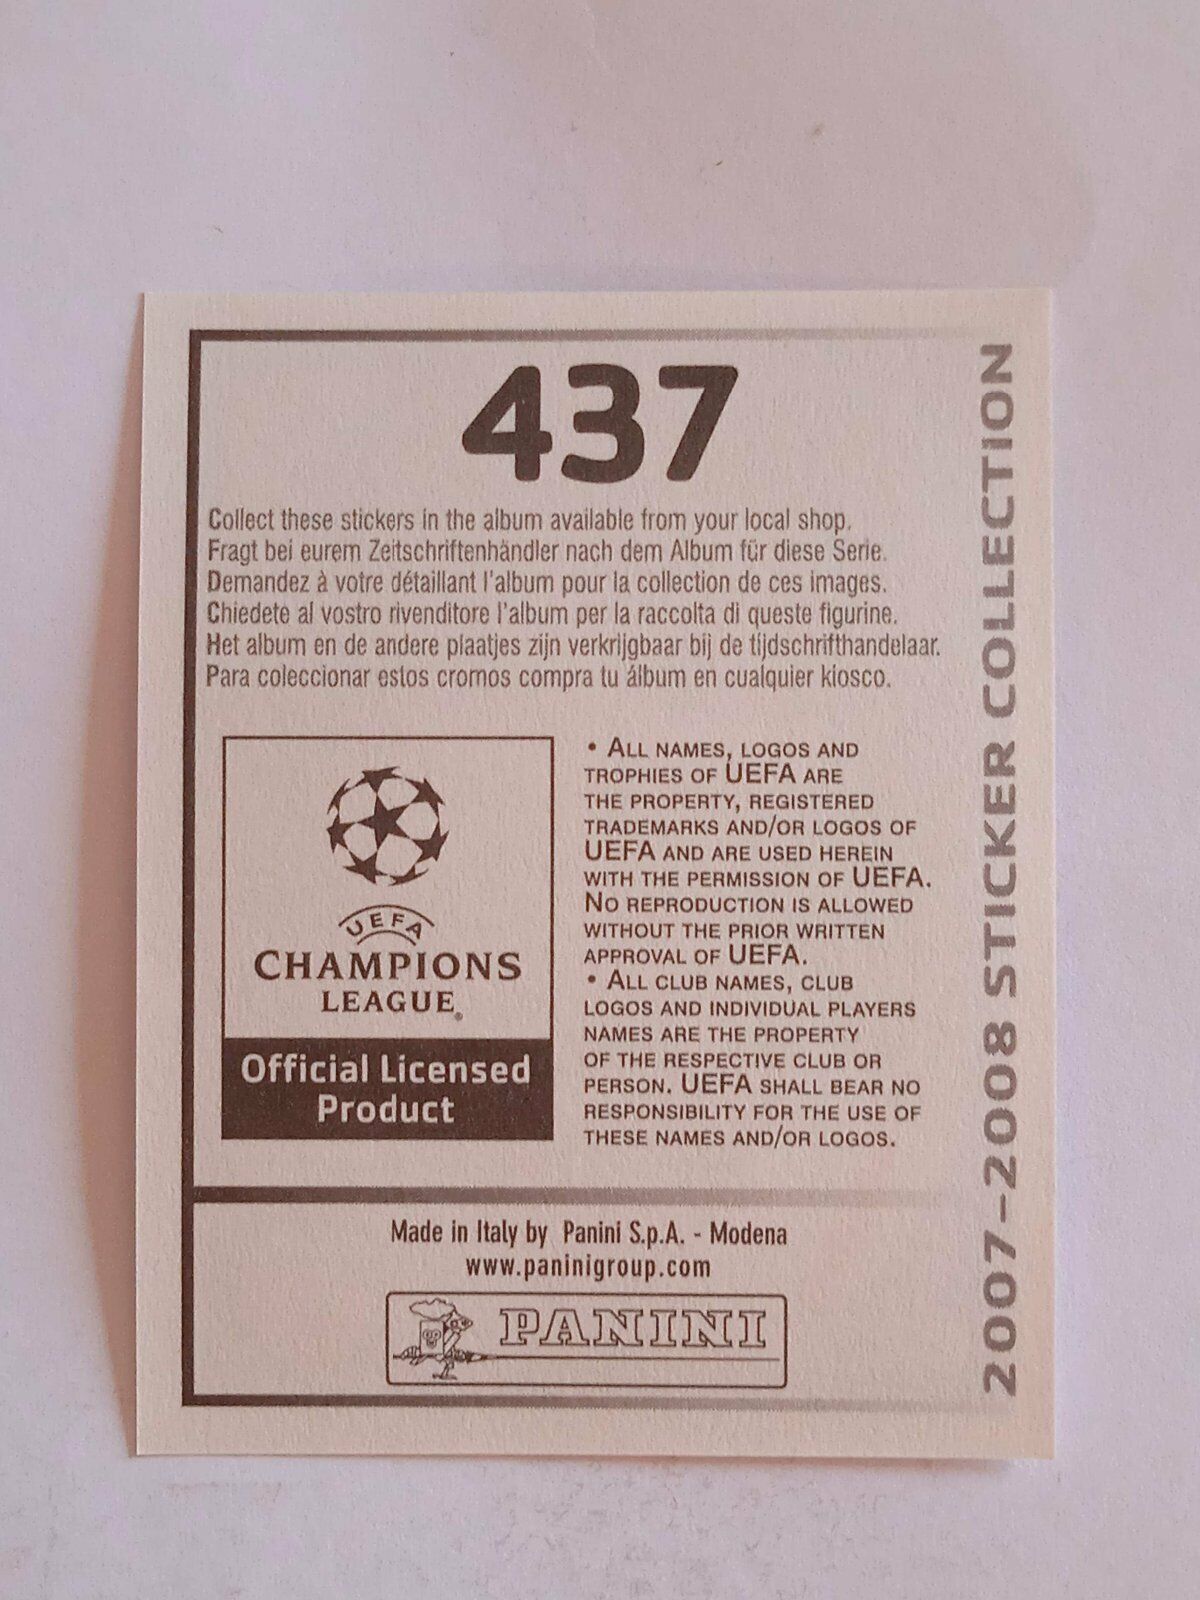 437
Collect these stickers in the album available from your local shop.
Fragt bei eurem Zeitschriftenhändler nach dem Album für diese Serie.
Demandez à votre détaillant l'album pour la collection de ces images.
Chiedete al vostro rivenditore l'album per la raccolta di queste figurine.
Het album en de andere plaatjes zijn verkrijgbaar bij de tijdschrifthandelaar.
Para coleccionar estos cromos compra tu álbum en cualquier kiosco.
UEFA
CHAMPIONS
LEAGUE®
Official Licensed
Product
• ALL NAMES, LOGOS AND
TROPHIES OF UEFA ARE
THE PROPERTY, REGISTERED
TRADEMARKS AND/OR LOGOS OF
UEFA AND ARE USED HEREIN
WITH THE PERMISSION OF UEFA.
NO REPRODUCTION IS ALLOWED
WITHOUT THE PRIOR WRITTEN
APPROVAL OF UEFA.
• ALL CLUB NAMES, CLUB
LOGOS AND INDIVIDUAL PLAYERS
NAMES ARE THE PROPERTY
OF THE RESPECTIVE CLUB OR
PERSON. UEFA SHALL BEAR NO
RESPONSIBILITY FOR THE USE OF
THESE NAMES AND/OR LOGOS.
Made in Italy by Panini S.p.A. - Modena
www.paninigroup.com
PANINI
2007-2008 STICKER COLLECTION